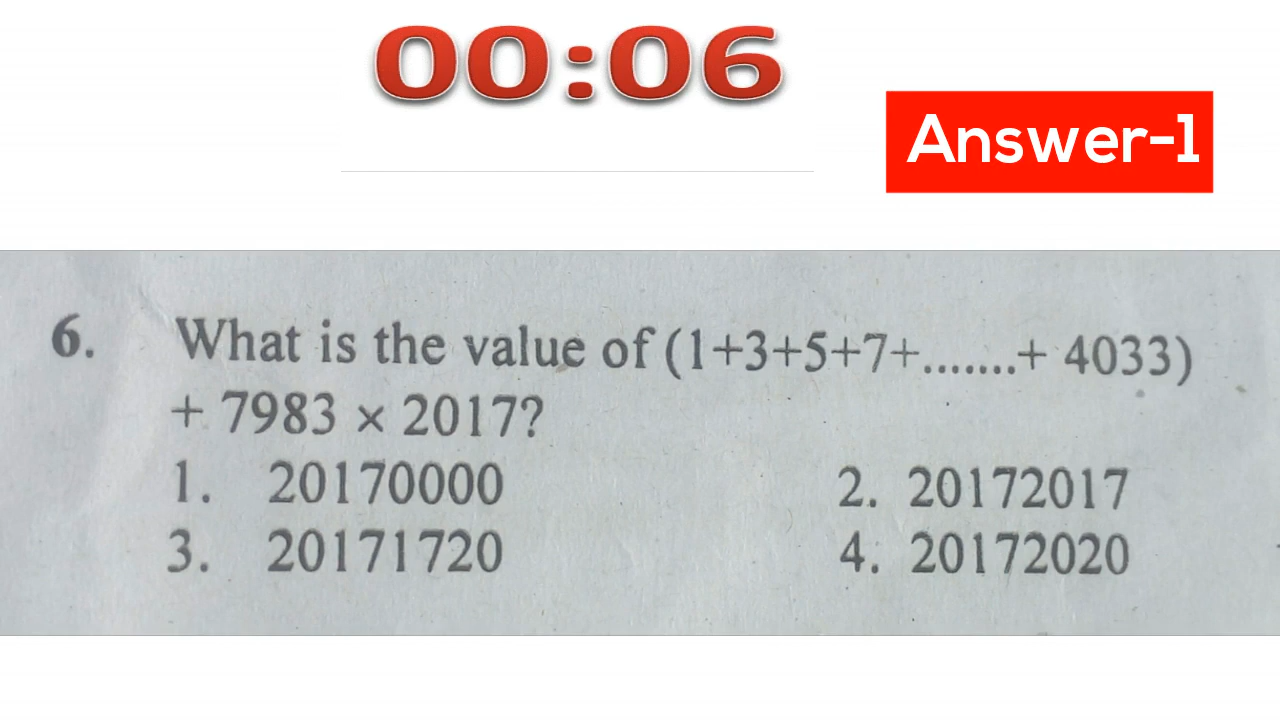 00:06
Answer-1
6. What is the value of (1+3+5+7+.......+ 4033)
+ 7983 × 2017?
1. 20170000 2. 20172017
3. 20171720 4. 20172020